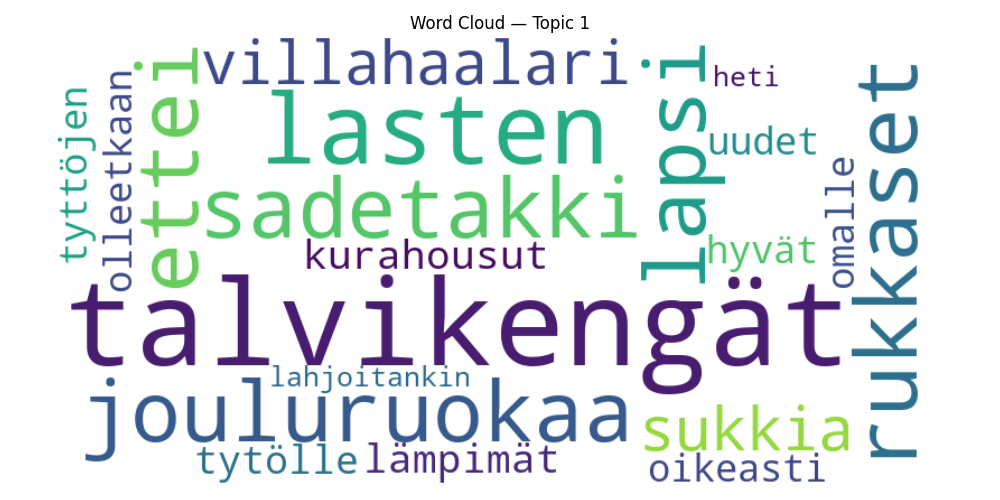 Word Cloud — Topic 1
villahaalari
heti
lasten
uudet
sadetakki
kurahousut
hyvät
talvikengät
lahjoitankin
jouluruokaa
sukkia
tytölle
lämpimät
oikeasti
tyttöjen
olleetkaan
ettei
lapsi
omalle
rukkaset